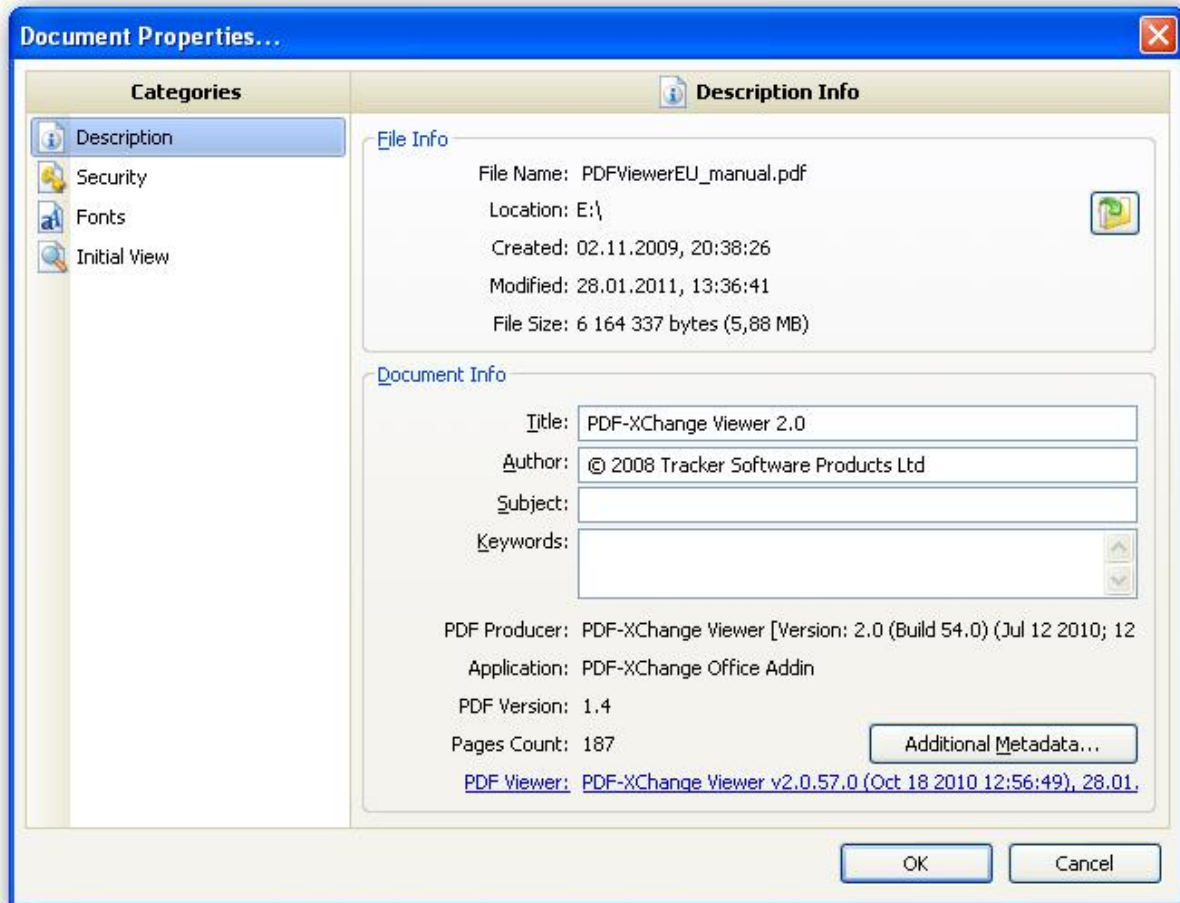 Document Properties...
Categories
Description
Security
Fonts
Initial View
Description Info
File Info
File Name: PDFViewerEU_manual.pdf
Location: E:\
Created: 02.11.2009, 20:38:26
Modified: 28.01.2011, 13:36:41
File Size: 6 164 337 bytes (5,88 MB)
Document Info
Title: PDF-XChange Viewer 2.0
Author: © 2008 Tracker Software Products Ltd
Subject:
Keywords:
PDF Producer: PDF-XChange Viewer [Version: 2.0 (Build 54.0) (Jul 12 2010; 12
Application: PDF-XChange Office Addin
PDF Version: 1.4
Pages Count: 187
Additional Metadata...
PDF Viewer: PDF-XChange Viewer v2.0.57.0 (Oct 18 2010 12:56:49), 28.01.
OK
Cancel